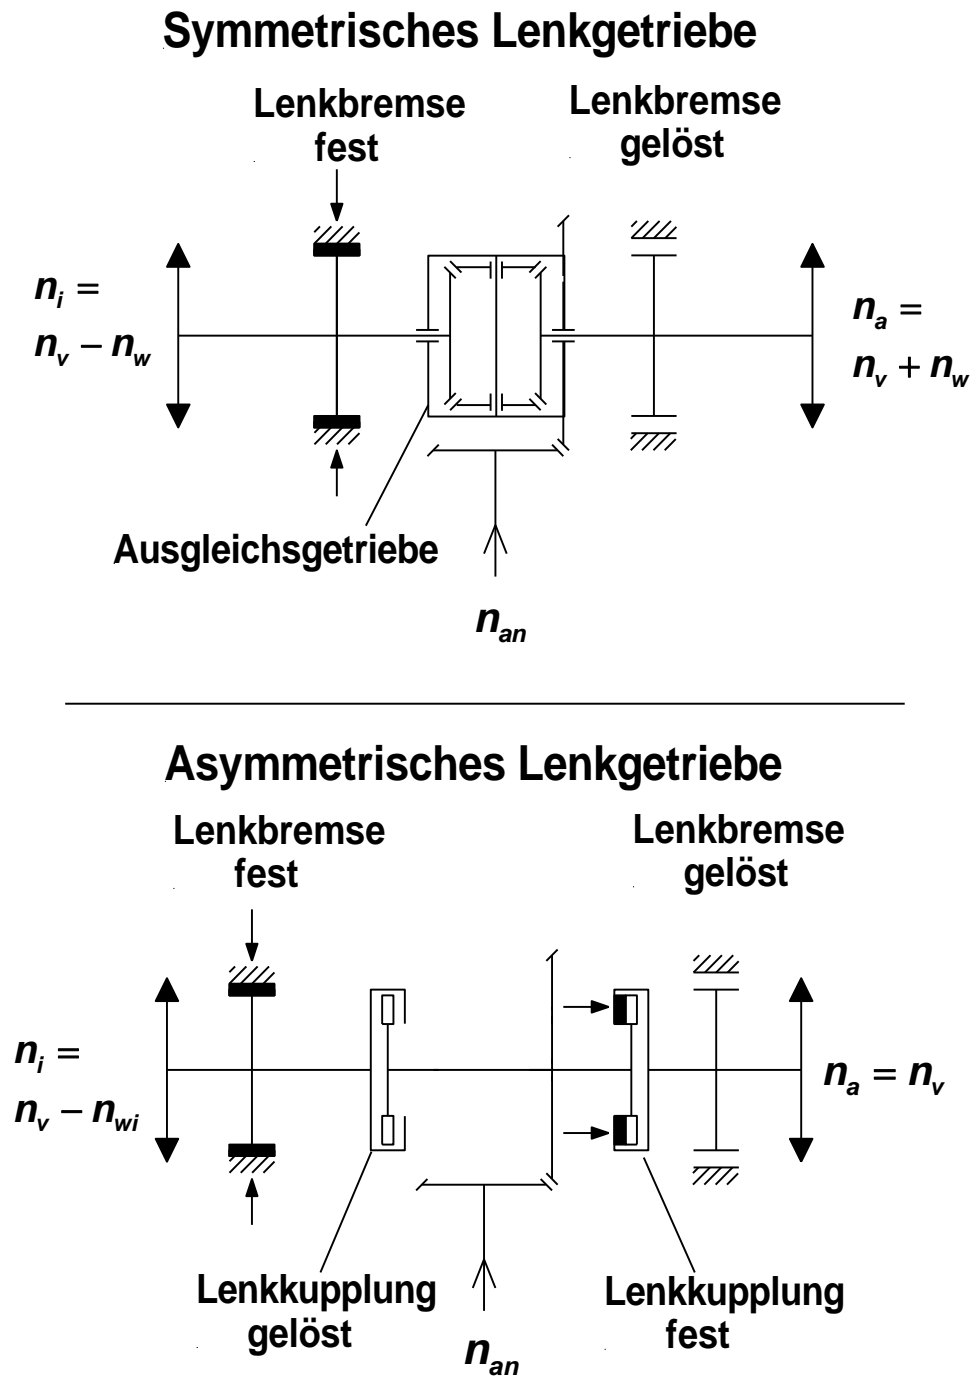 Symmetrisches Lenkgetriebe
Lenkbremse
fest
Lenkbremse
gelöst
n_i =
n_v − n_w
n_a =
n_v + n_w
Ausgleichsgetriebe
n_an
Asymmetrisches Lenkgetriebe
Lenkbremse
fest
Lenkbremse
gelöst
n_i =
n_v − n_wi
n_a = n_v
Lenkkupplung
gelöst
n_an
Lenkkupplung
fest